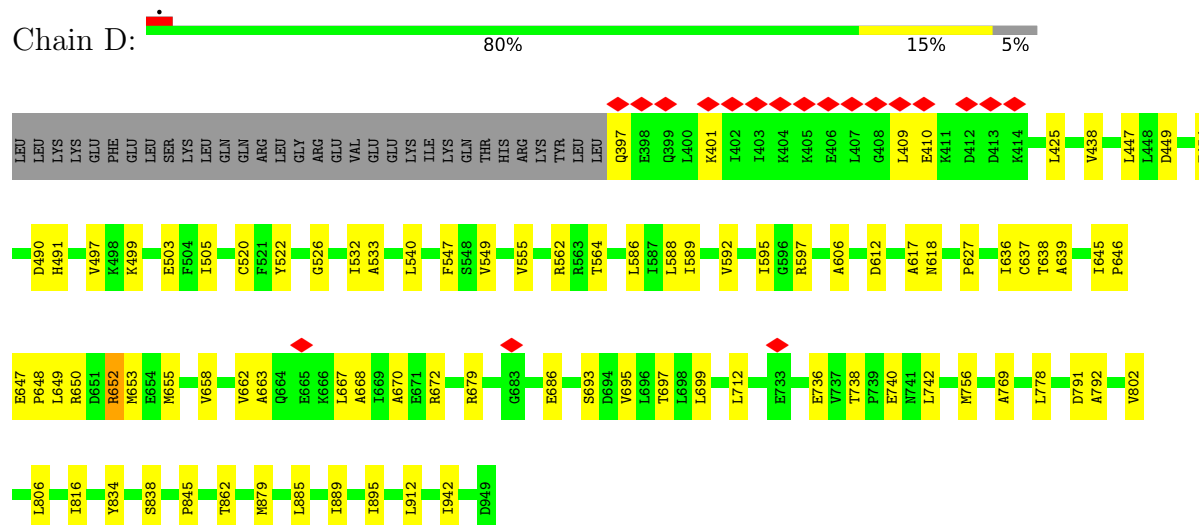 Chain D:
80% 15% 5%
LEU LEU LYS LYS GLU PHE GLU LEU SER LYS LEU GLN GLN ARG LEU GLY ARG GLU VAL GLU GLU LYS ILE LYS GLN THR HIS ARG LYS TYR LEU LEU Q397 E398 Q399 L400 K401 I402 I403 K404 K405 E406 L407 G408 L409 E410 K411 D412 D413 K414 L425 V438 L447 L448 D449
D490 H491 V497 K498 K499 E503 F504 I505 C520 F521 Y522 G526 I532 A533 L540 F547 S548 V549 V555 R562 R563 T564 L586 I587 L588 I589 V592 I595 G596 R597 A606 D612 A617 N618 P627 I636 C637 T638 A639 I645 P646
E647 P648 L649 R650 D651 R652 M653 E654 M655 V658 V662 A663 Q664 E665 K666 L667 A668 I669 A670 E671 R672 R679 G683 E686 S693 D694 V695 L696 T697 L698 L699 L712 E733 E736 V737 T738 P739 E740 N741 L742 M756 A769 L778 D791 A792 V802
L806 I816 Y834 S838 P845 T862 M879 L885 I889 I895 L912 I942 D949